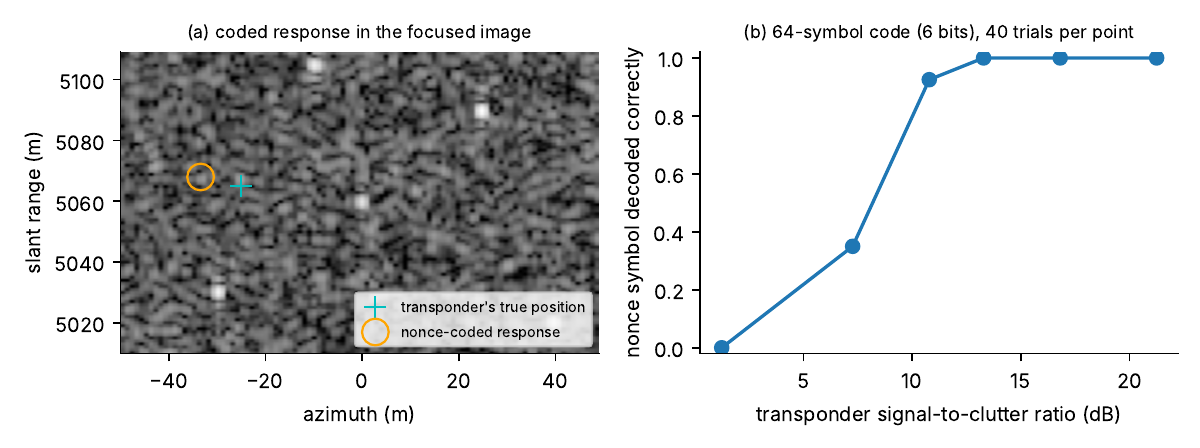 (a) coded response in the focused image
slant range (m)
5100
5080
5060
5040
5020
transponder's true position
nonce-coded response
−40
−20
0
20
40
azimuth (m)
(b) 64-symbol code (6 bits), 40 trials per point
nonce symbol decoded correctly
1.0
0.8
0.6
0.4
0.2
0.0
5
10
15
20
transponder signal-to-clutter ratio (dB)